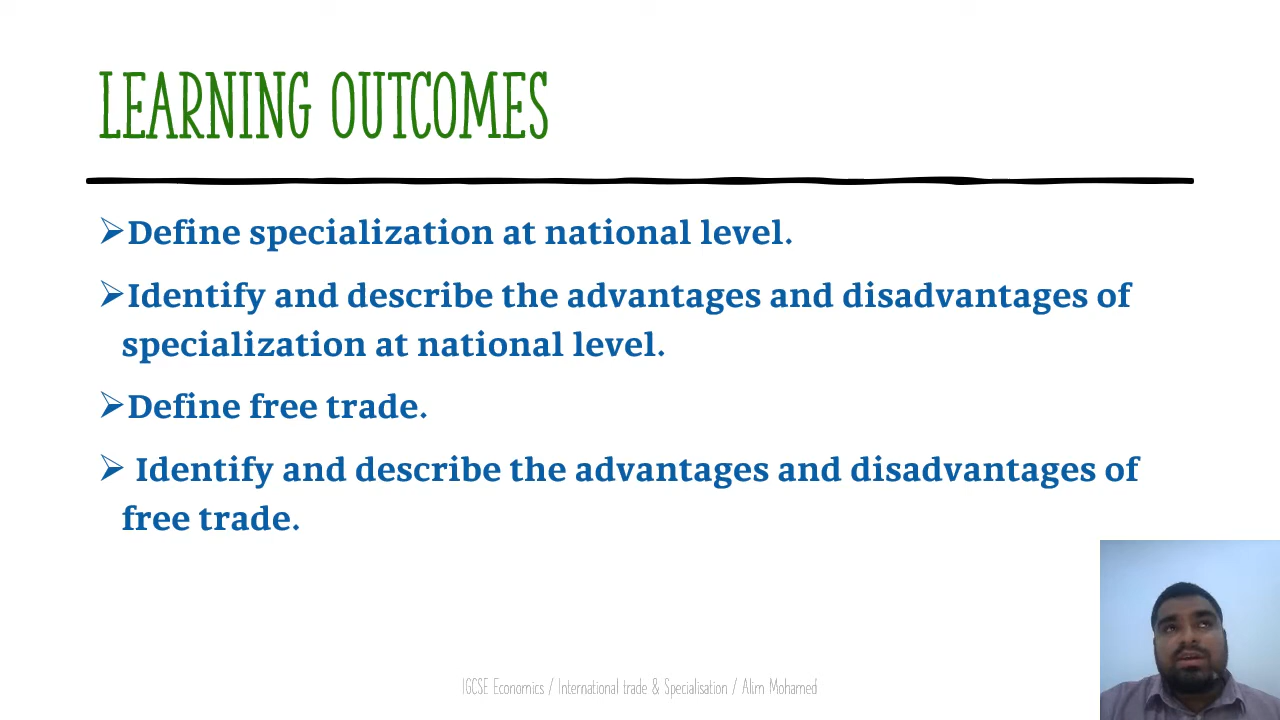 LEARNING OUTCOMES
➢Define specialization at national level.
➢Identify and describe the advantages and disadvantages of
specialization at national level.
➢Define free trade.
➢ Identify and describe the advantages and disadvantages of
free trade.
IGCSE Economics / International trade & Specialisation / Alim Mohamed